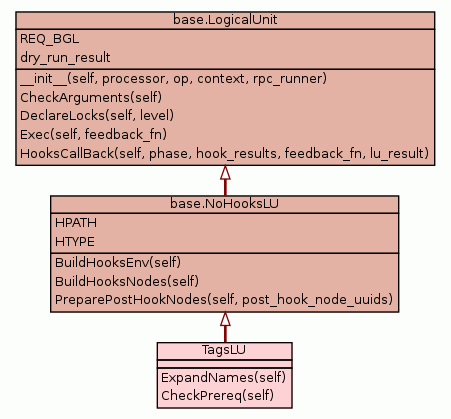 base.LogicalUnit
REQ_BGL
dry_run_result
__init__(self, processor, op, context, rpc_runner)
CheckArguments(self)
DeclareLocks(self, level)
Exec(self, feedback_fn)
HooksCallBack(self, phase, hook_results, feedback_fn, lu_result)
base.NoHooksLU
HPATH
HTYPE
BuildHooksEnv(self)
BuildHooksNodes(self)
PreparePostHookNodes(self, post_hook_node_uuids)
TagsLU
ExpandNames(self)
CheckPrereq(self)